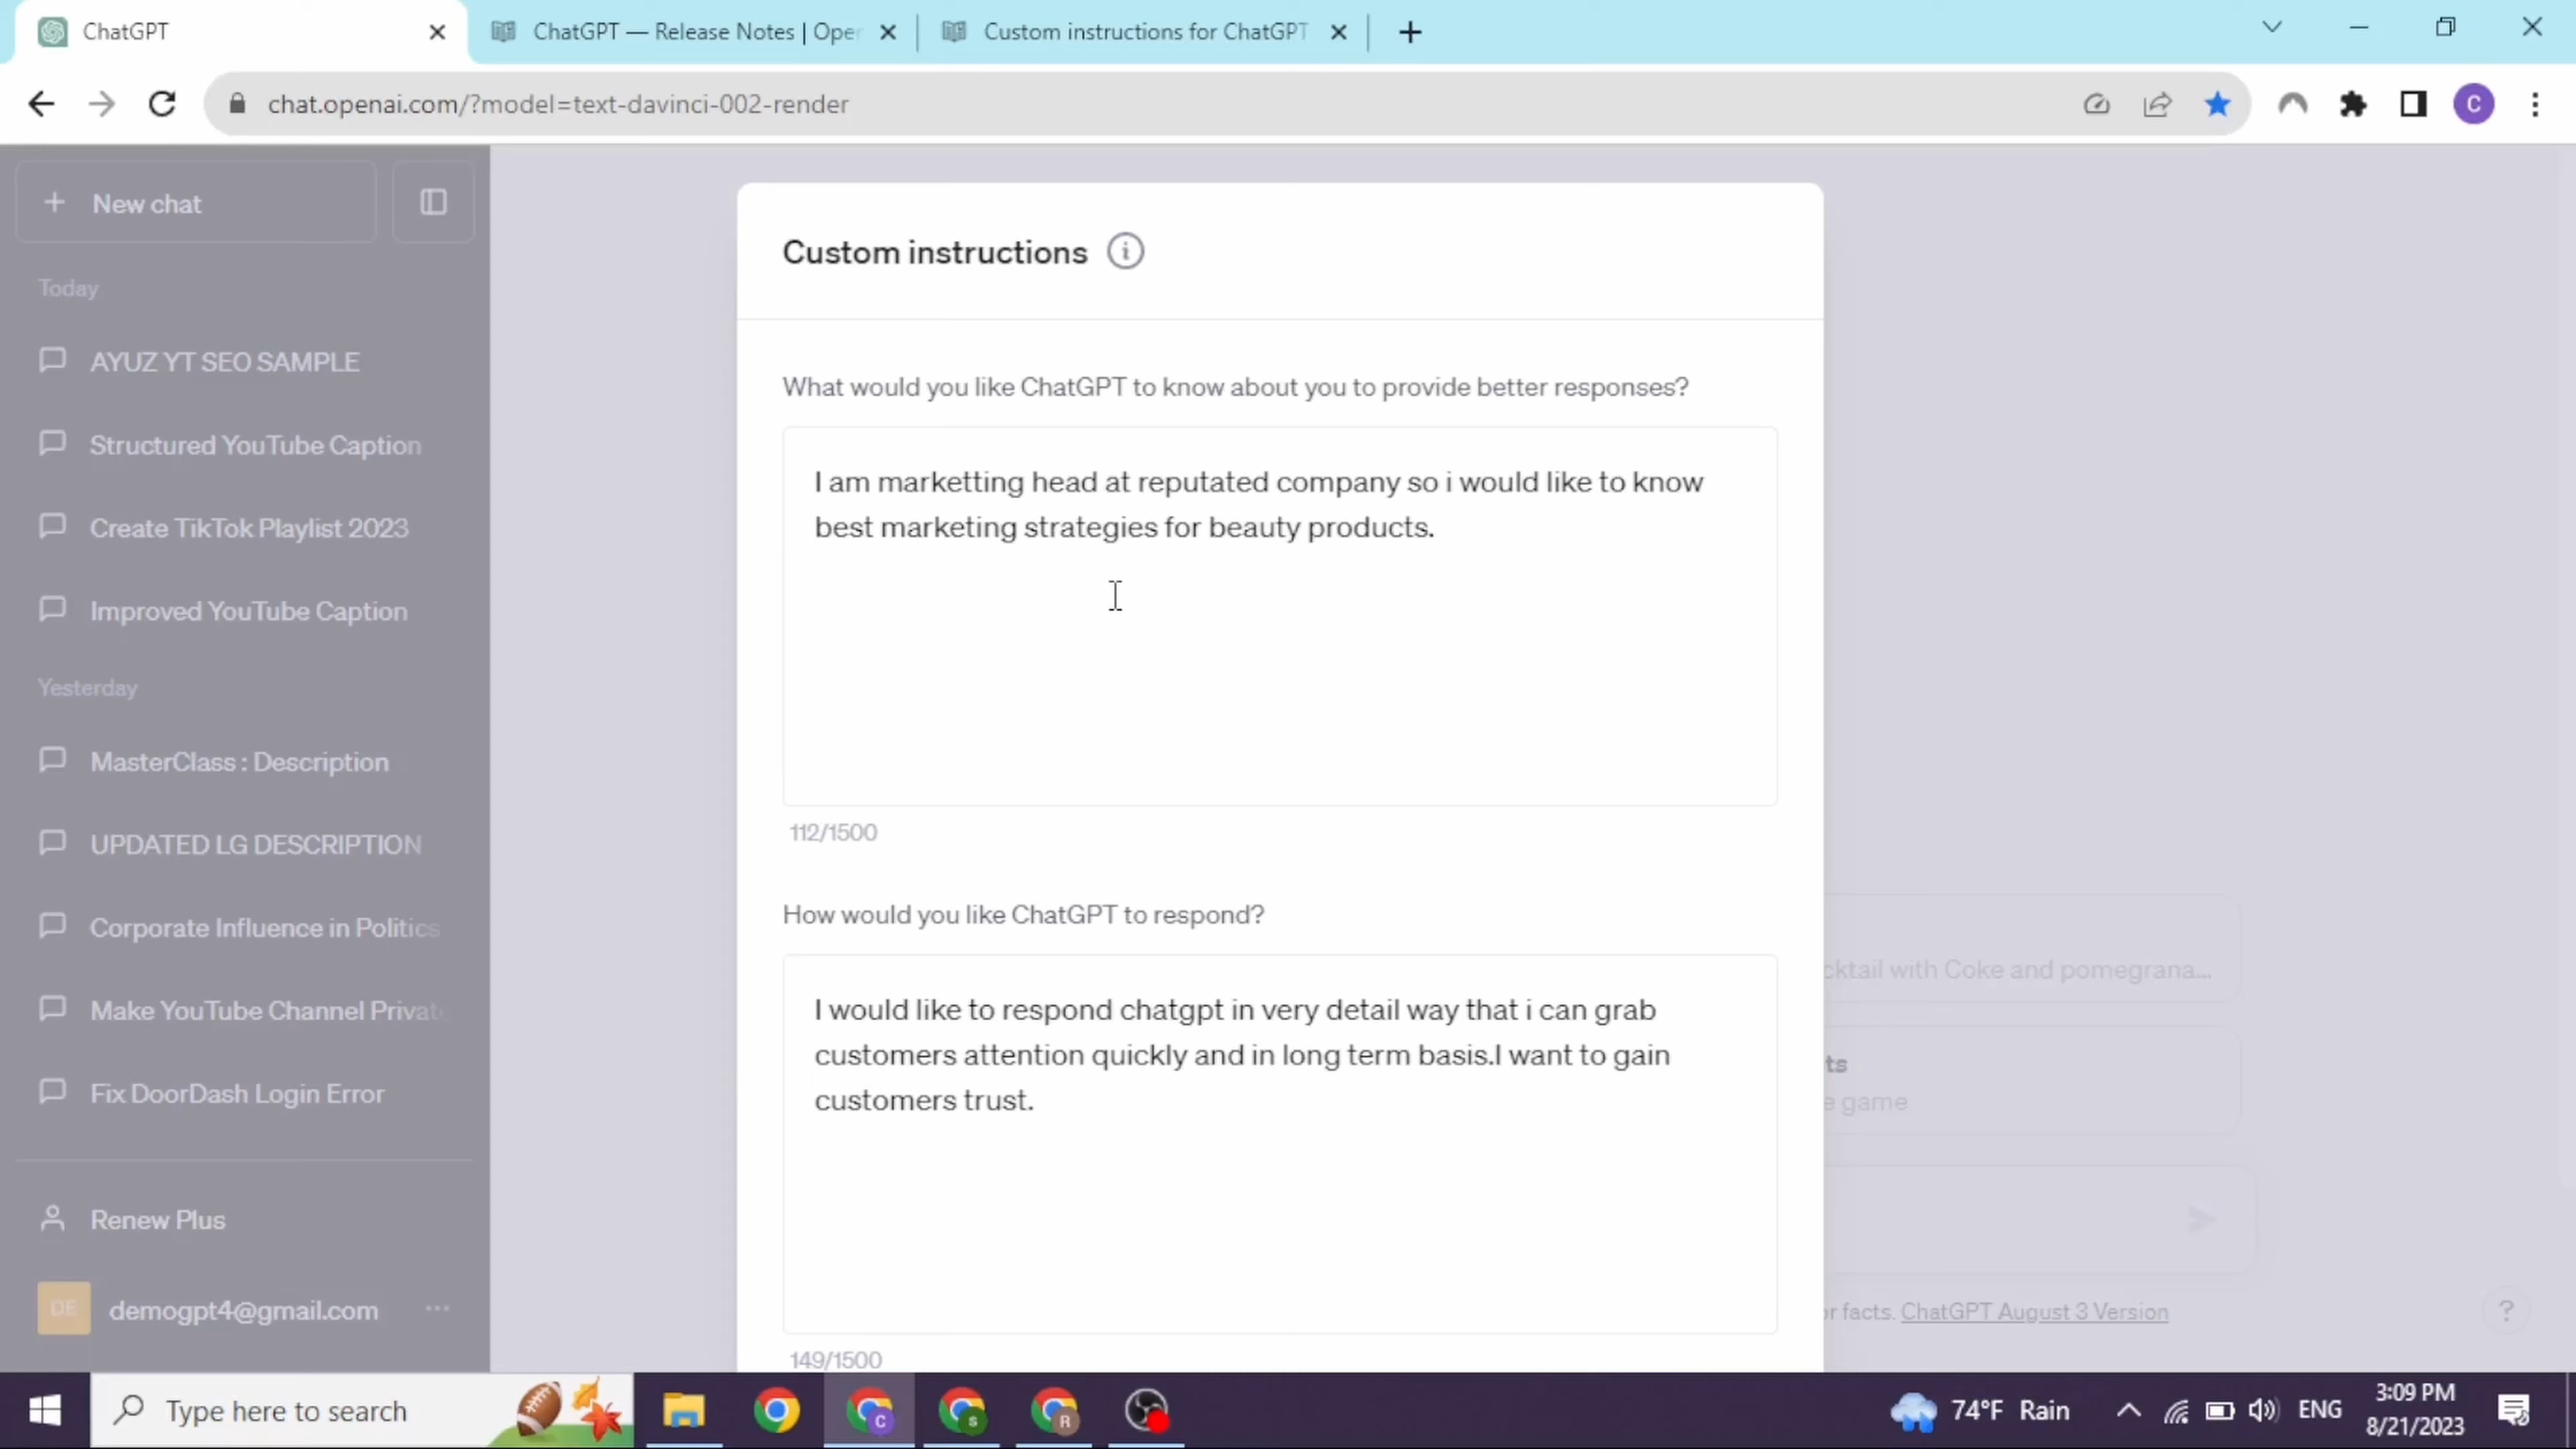 ChatGPT
ChatGPT — Release Notes | Oper
Custom instructions for ChatGPT
chat.openai.com/?model=text-davinci-002-render
C
New chat
Today
AYUZ YT SEO SAMPLE
Structured YouTube Caption
Create TikTok Playlist 2023
Improved YouTube Caption
Yesterday
MasterClass : Description
UPDATED LG DESCRIPTION
Corporate Influence in Politics
Make YouTube Channel Private
Fix DoorDash Login Error
Renew Plus
DE
demogpt4@gmail.com
Custom instructions
What would you like ChatGPT to know about you to provide better responses?
I am marketting head at reputated company so i would like to know
best marketing strategies for beauty products.
112/1500
How would you like ChatGPT to respond?
I would like to respond chatgpt in very detail way that i can grab
customers attention quickly and in long term basis.I want to gain
customers trust.
149/1500
cktail with Coke and pomegrana...
ts
e game
or facts. ChatGPT August 3 Version
?
Type here to search
C
S
R
74°F Rain
ENG
3:09 PM
8/21/2023